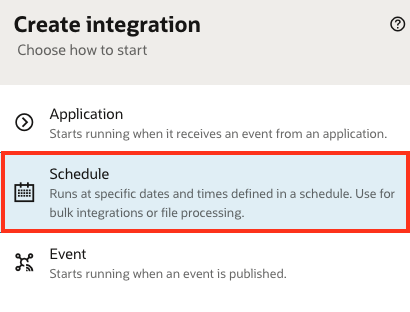 Create integration
Choose how to start
Application
Starts running when it receives an event from an application.
Schedule
Runs at specific dates and times defined in a schedule. Use for
bulk integrations or file processing.
Event
Starts running when an event is published.